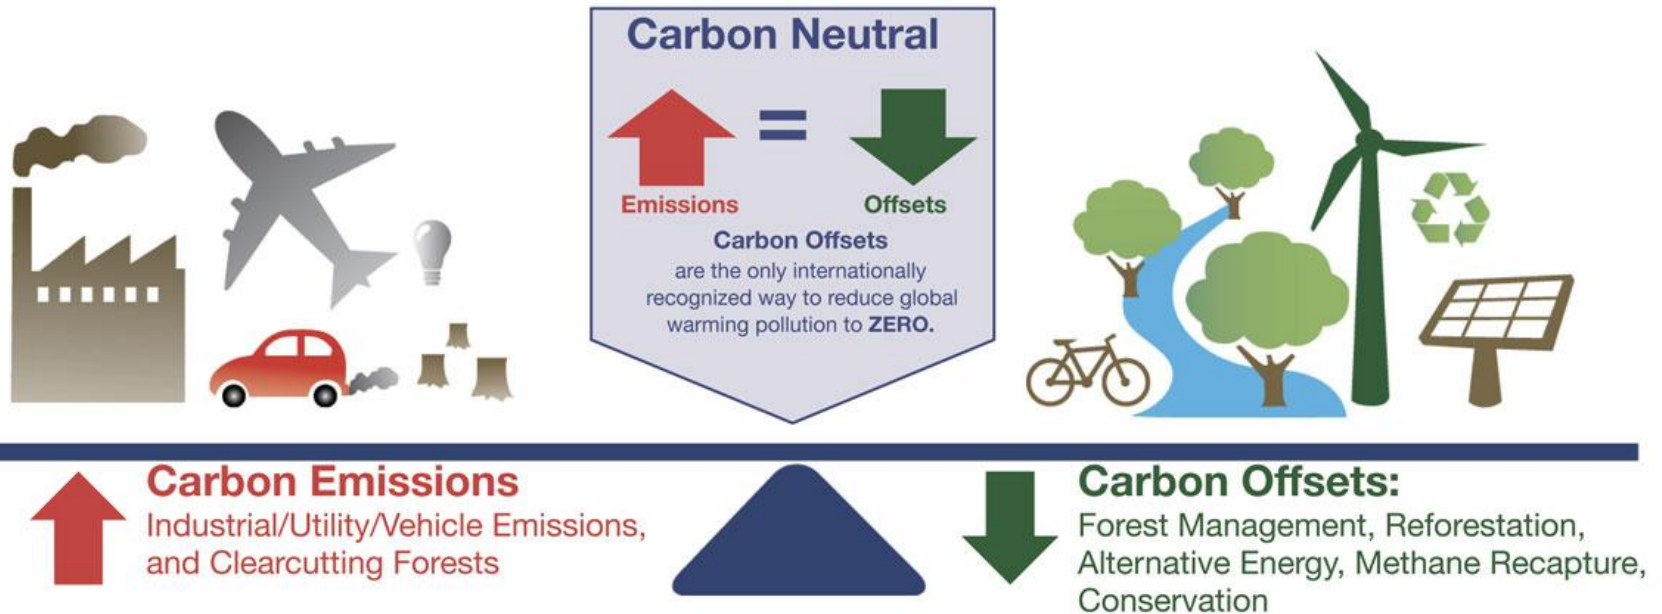 Carbon Neutral
=
Emissions
Offsets
Carbon Offsets
are the only internationally
recognized way to reduce global
warming pollution to ZERO.
Carbon Emissions
Industrial/Utility/Vehicle Emissions,
and Clearcutting Forests
Carbon Offsets:
Forest Management, Reforestation,
Alternative Energy, Methane Recapture,
Conservation